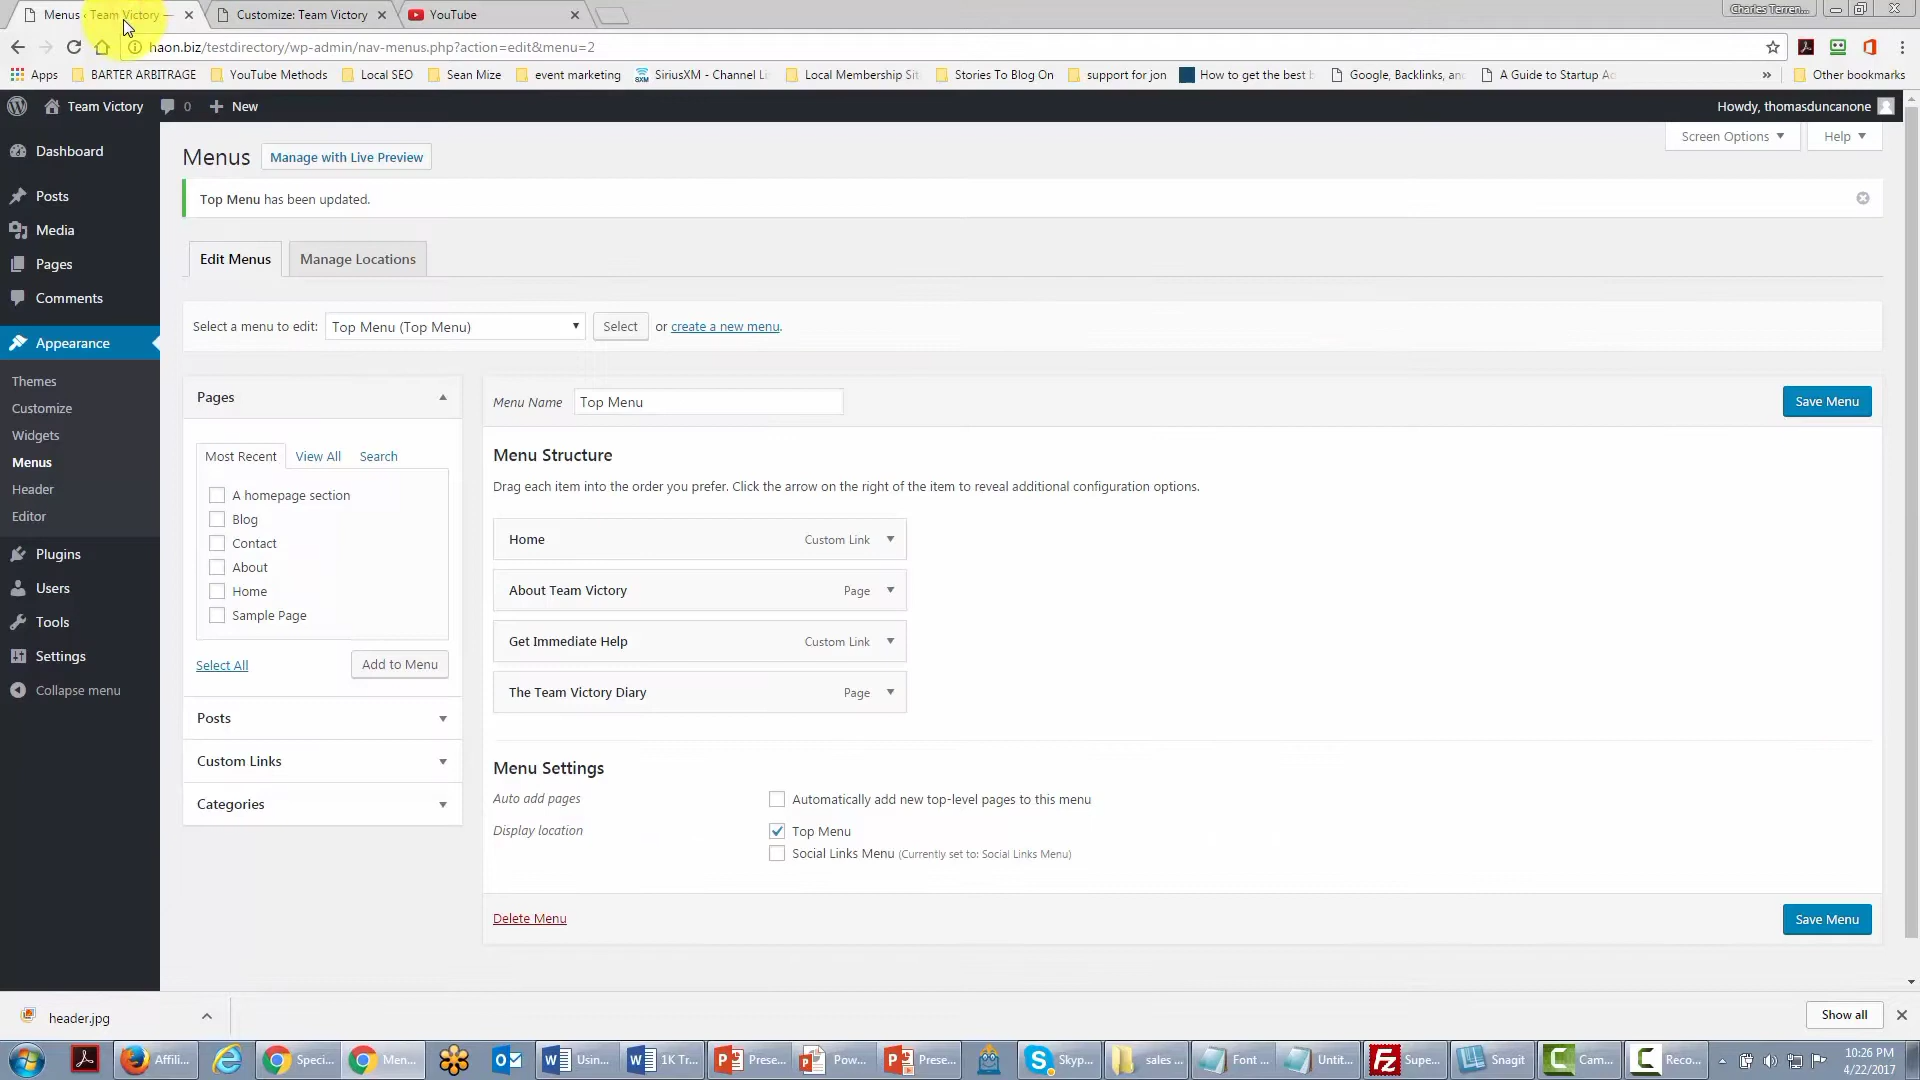 Menus ‹ Team Victory —
Customize: Team Victory
YouTube
Charles Terren...
haon.biz/testdirectory/wp-admin/nav-menus.php?action=edit&menu=2
Apps
BARTER ARBITRAGE
YouTube Methods
Local SEO
Sean Mize
event marketing
SiriusXM - Channel Li
Local Membership Sit
Stories To Blog On
support for jon
How to get the best b
Google, Backlinks, an
A Guide to Startup Ad
»
Other bookmarks
Team Victory
0
New
Howdy, thomasduncanone
Screen Options
Help
Dashboard
Posts
Media
Pages
Comments
Appearance
Themes
Customize
Widgets
Menus
Header
Editor
Plugins
Users
Tools
Settings
Collapse menu
Menus
Manage with Live Preview
Top Menu has been updated.
Edit Menus
Manage Locations
Select a menu to edit:
Top Menu (Top Menu)
Select
or create a new menu.
Pages
Most Recent
View All
Search
A homepage section
Blog
Contact
About
Home
Sample Page
Select All
Add to Menu
Posts
Custom Links
Categories
Menu Name
Top Menu
Save Menu
Menu Structure
Drag each item into the order you prefer. Click the arrow on the right of the item to reveal additional configuration options.
Home
Custom Link
About Team Victory
Page
Get Immediate Help
Custom Link
The Team Victory Diary
Page
Menu Settings
Auto add pages
Automatically add new top-level pages to this menu
Display location
Top Menu
Social Links Menu (Currently set to: Social Links Menu)
Delete Menu
Save Menu
header.jpg
Show all
Affili...
Speci...
Men...
Usin...
1K Tr...
Prese...
Pow...
Prese...
Skyp...
sales ...
Font ...
Untit...
Supe...
Snagit
Cam...
Reco...
10:26 PM
4/22/2017